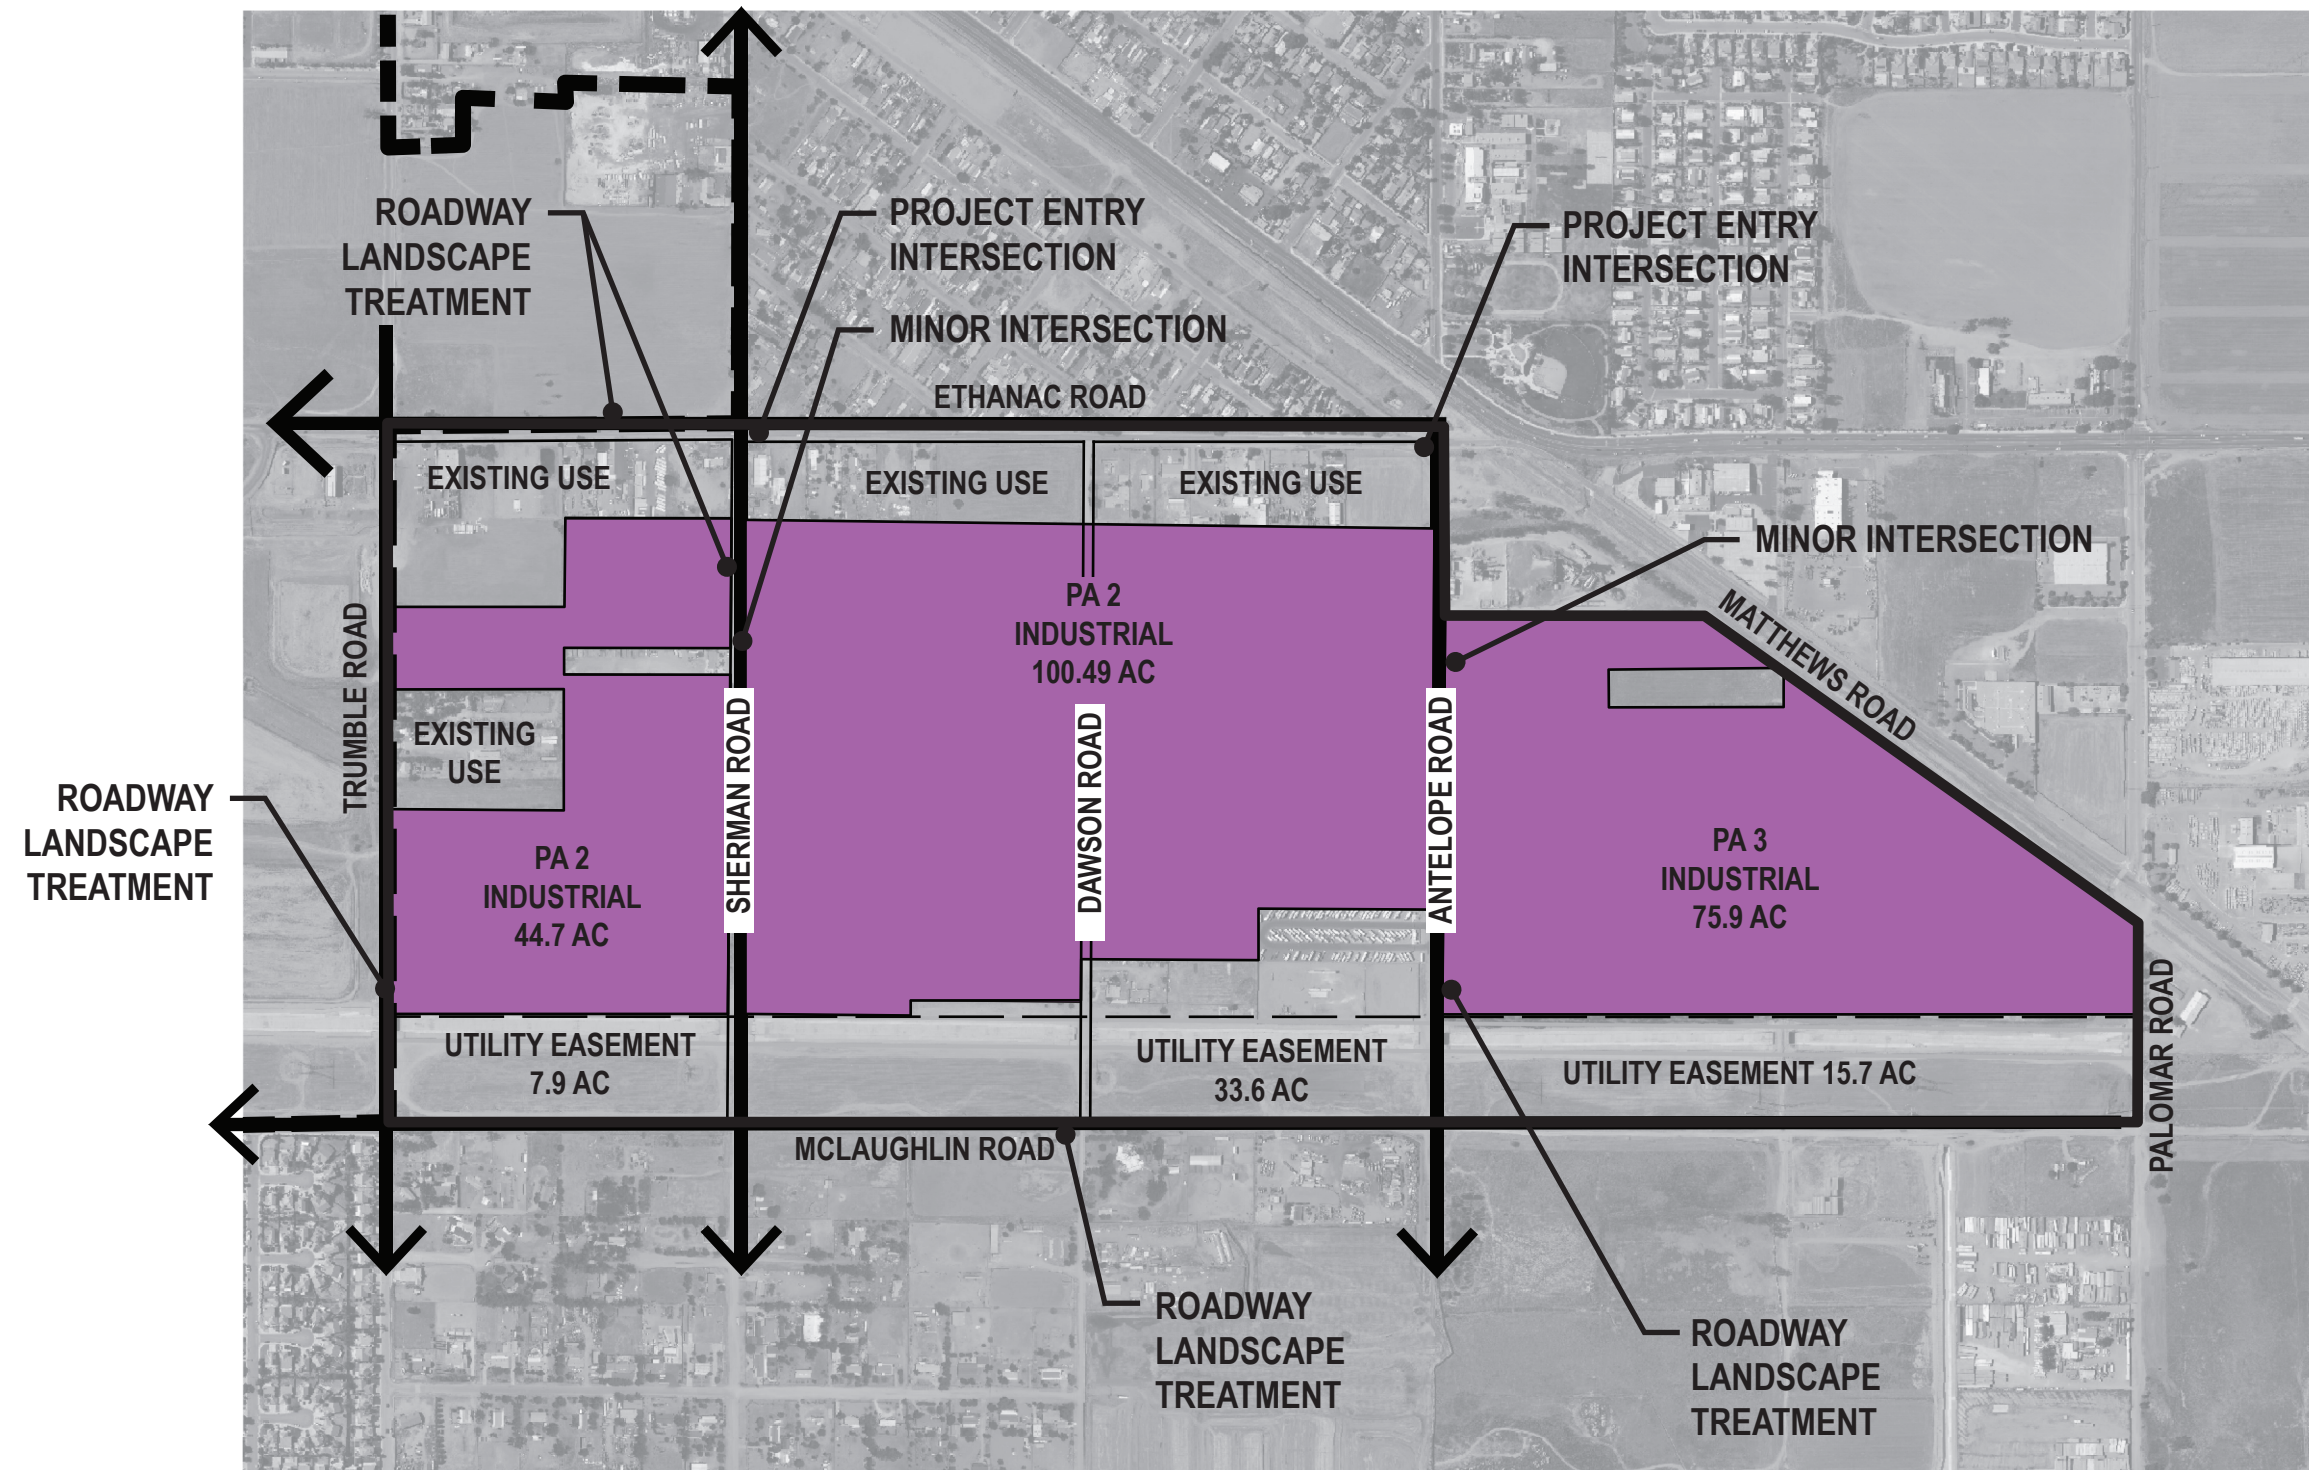 ROADWAY
LANDSCAPE
TREATMENT
PROJECT ENTRY
INTERSECTION
MINOR INTERSECTION
PROJECT ENTRY
INTERSECTION
ETHANAC ROAD
EXISTING USE
EXISTING USE
EXISTING USE
MINOR INTERSECTION
PA 2
INDUSTRIAL
100.49 AC
MATTHEWS ROAD
TRUMBLE ROAD
EXISTING
USE
SHERMAN ROAD
DAWSON ROAD
ANTELOPE ROAD
ROADWAY
LANDSCAPE
TREATMENT
PA 2
INDUSTRIAL
44.7 AC
PA 3
INDUSTRIAL
75.9 AC
PALOMAR ROAD
UTILITY EASEMENT
7.9 AC
UTILITY EASEMENT
33.6 AC
UTILITY EASEMENT 15.7 AC
MCLAUGHLIN ROAD
ROADWAY
LANDSCAPE
TREATMENT
ROADWAY
LANDSCAPE
TREATMENT